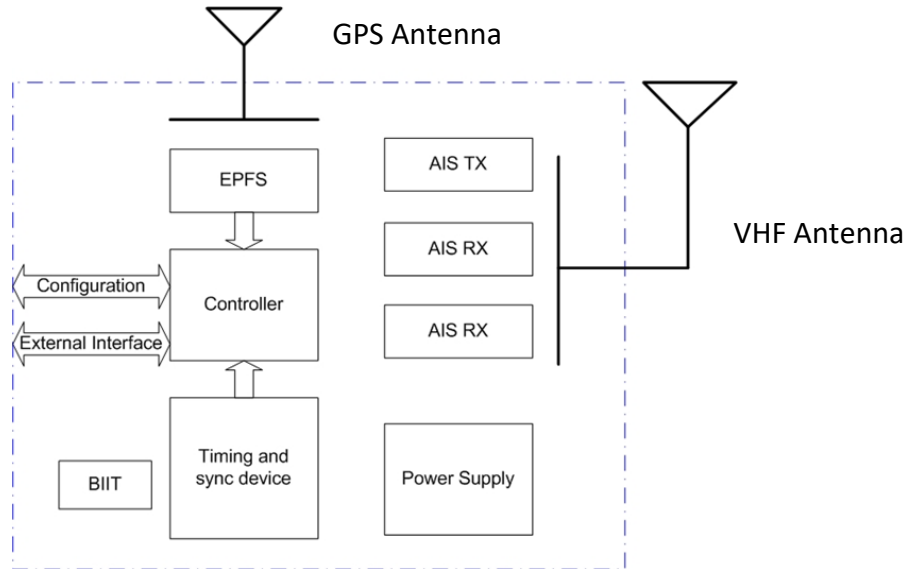 GPS Antenna
EPFS
AIS TX
VHF Antenna
AIS RX
Configuration
Controller
External Interface
AIS RX
Timing and
sync device
BIIT
Power Supply